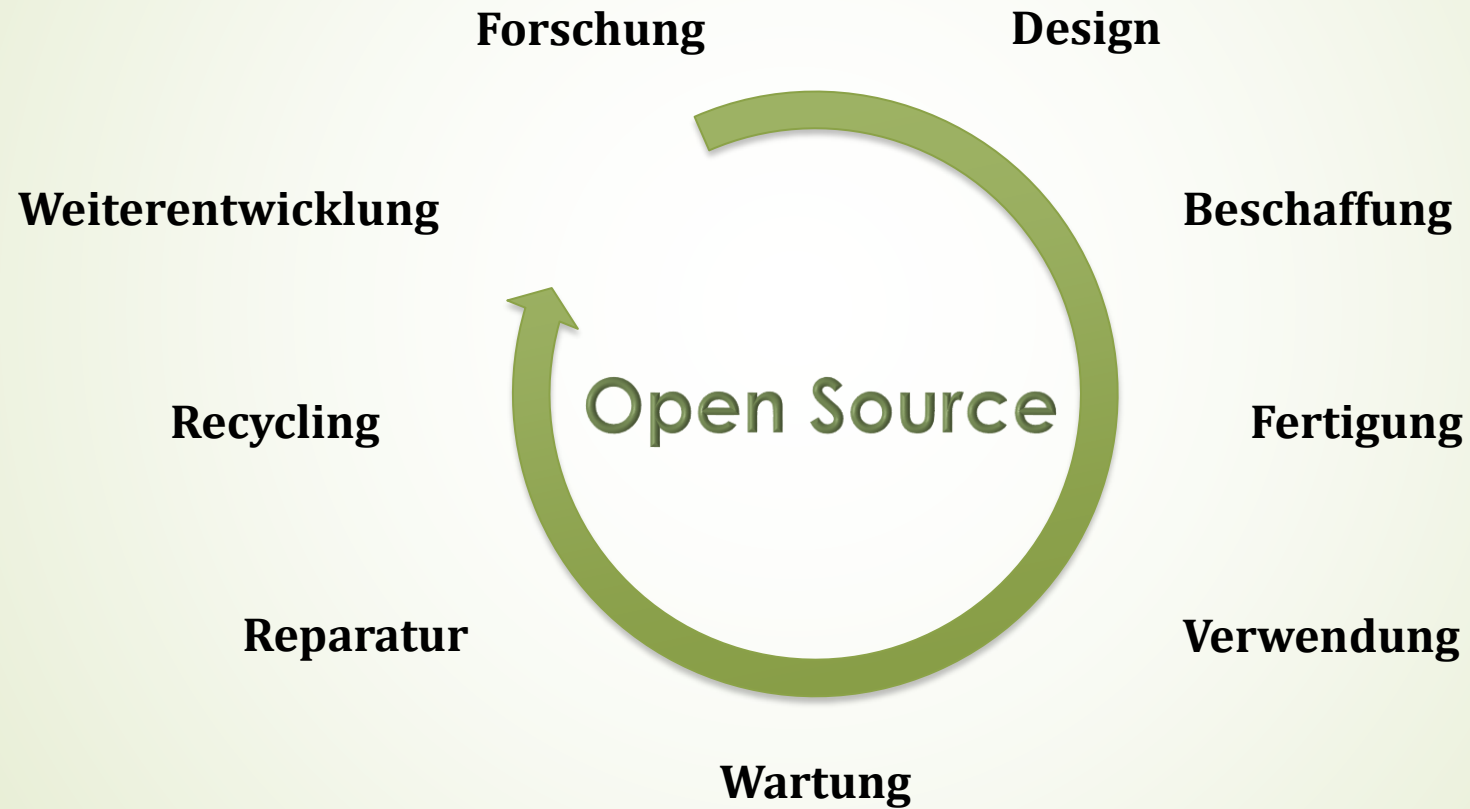 Forschung
Design
Weiterentwicklung
Beschaffung
Open Source
Recycling
Fertigung
Reparatur
Verwendung
Wartung